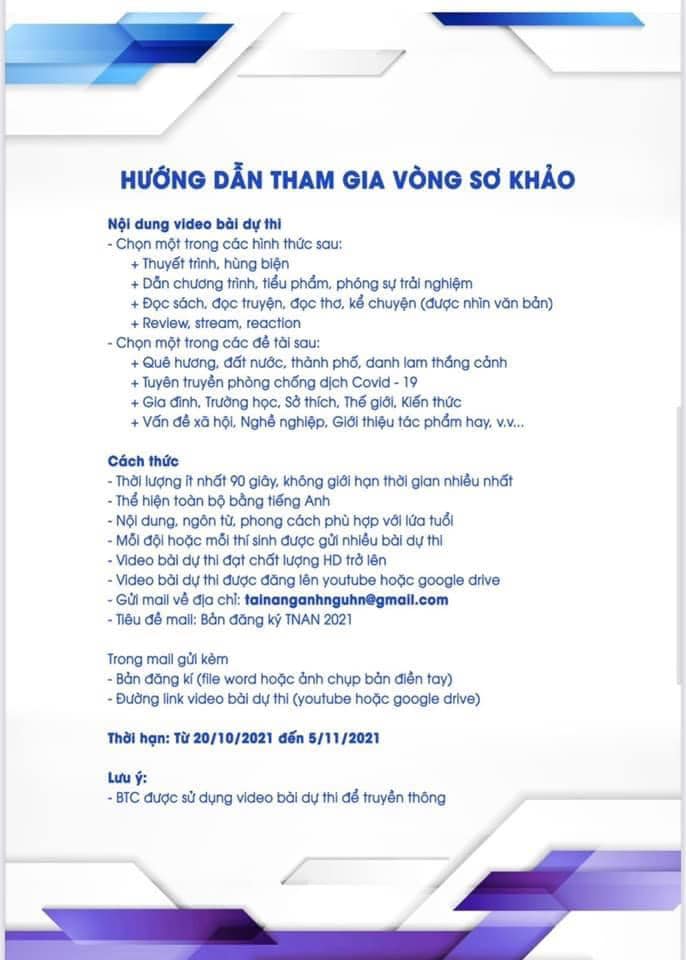 HƯỚNG DẪN THAM GIA VÒNG SƠ KHẢO
Nội dung video bài dự thi
- Chọn một trong các hình thức sau:
+ Thuyết trình, hùng biện
+ Dẫn chương trình, tiểu phẩm, phóng sự trải nghiệm
+ Đọc sách, đọc truyện, đọc thơ, kể chuyện (được nhìn văn bản)
+ Review, stream, reaction
- Chọn một trong các đề tài sau:
+ Quê hương, đất nước, thành phố, danh lam thắng cảnh
+ Tuyên truyền phòng chống dịch Covid - 19
+ Gia đình, Trường học, Sở thích, Thế giới, Kiến thức
+ Vấn đề xã hội, Nghề nghiệp, Giới thiệu tác phẩm hay, v.v...
Cách thức
- Thời lượng ít nhất 90 giây, không giới hạn thời gian nhiều nhất
- Thể hiện toàn bộ bằng tiếng Anh
- Nội dung, ngôn từ, phong cách phù hợp với lứa tuổi
- Mỗi đội hoặc mỗi thí sinh được gửi nhiều bài dự thi
- Video bài dự thi đạt chất lượng HD trở lên
- Video bài dự thi được đăng lên youtube hoặc google drive
- Gửi mail về địa chỉ: tainanganhnguhn@gmail.com
- Tiêu đề mail: Bản đăng ký TNAN 2021
Trong mail gửi kèm
- Bản đăng kí (file word hoặc ảnh chụp bản điền tay)
- Đường link video bài dự thi (youtube hoặc google drive)
Thời hạn: Từ 20/10/2021 đến 5/11/2021
Lưu ý:
- BTC được sử dụng video bài dự thi để truyền thông